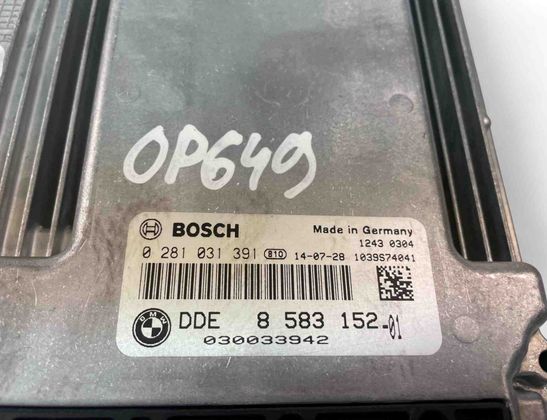 OP649
BOSCH Made in Germany
1243 0304
0 281 031 391 810 14-07-28 1039S74041
BMW DDE 8 583 152-01
030033942